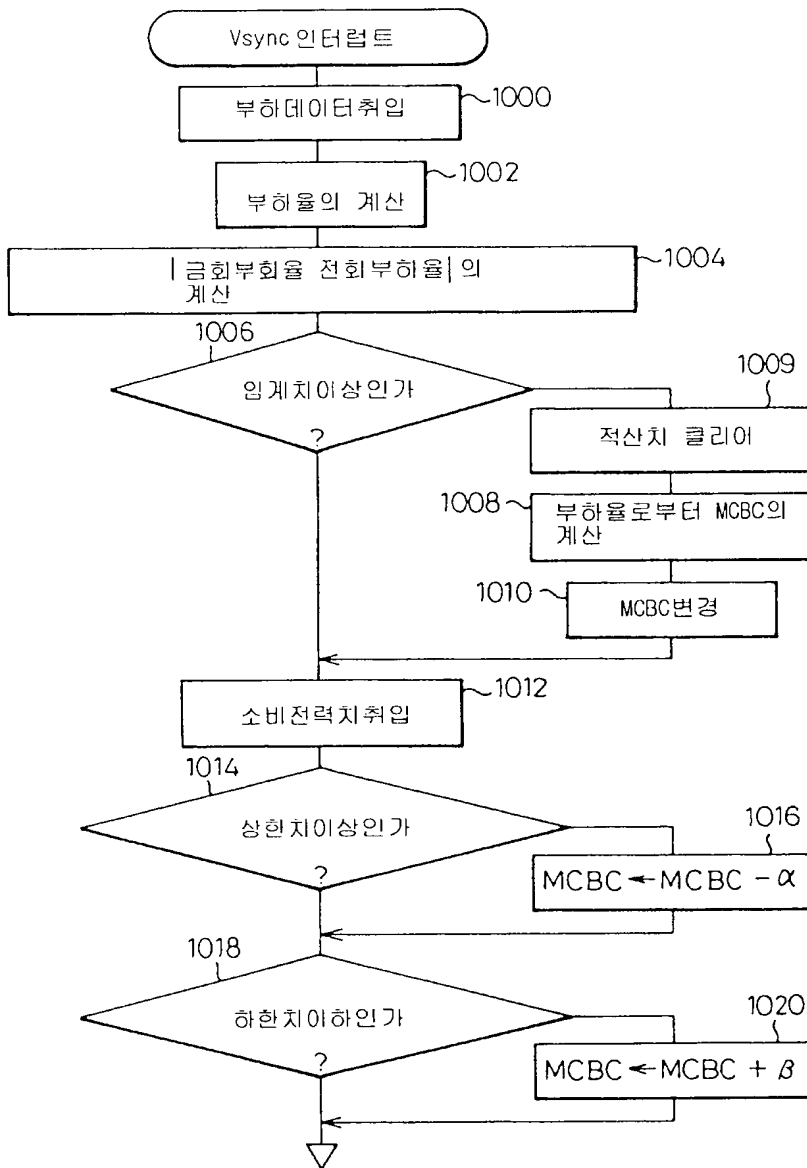 Vsync 인터럽트
부하데이터취입
1000
1002
부하율의 계산
|금회부회율 전회부하율|의
계산
1004
1006
임계치이상인가
?
1009
적산치 클리어
1008
부하율로부터 MCBC의
계산
1010
MCBC변경
1012
소비전력치취입
1014
상한치이상인가
?
1016
MCBC←MCBC -α
1018
하한치이하인가
?
1020
MCBC←MCBC + β